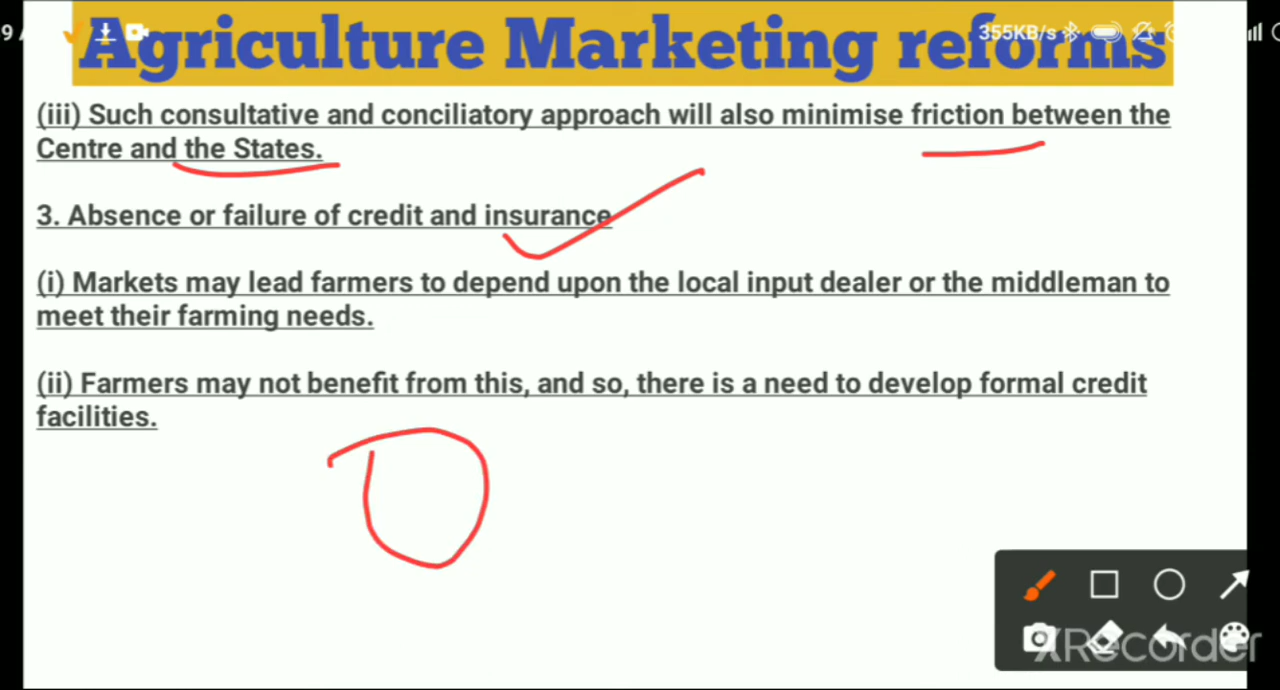 Agriculture Marketing reforms
9
355KB/s
(iii) Such consultative and conciliatory approach will also minimise friction between the
Centre and the States.
3. Absence or failure of credit and insurance
(i) Markets may lead farmers to depend upon the local input dealer or the middleman to
meet their farming needs.
(ii) Farmers may not benefit from this, and so, there is a need to develop formal credit
facilities.
XRecorder